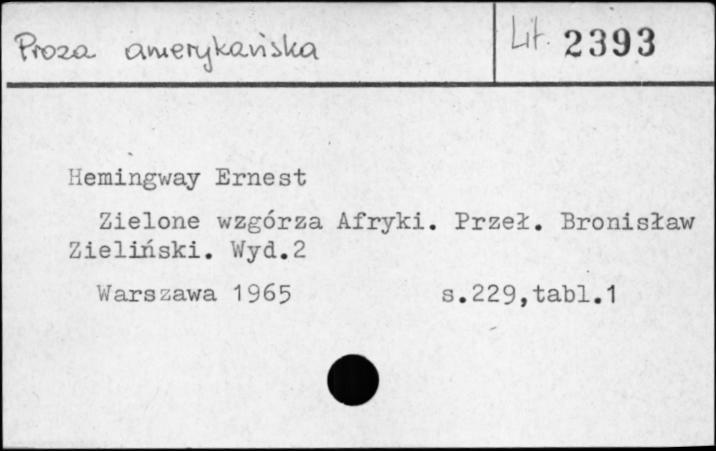 Proza amerykańska
Lit. 2393
Hemingway Ernest
Zielone wzgórza Afryki. Przeł. Bronisław
Zieliński. Wyd.2
Warszawa 1965 s.229,tabl.1